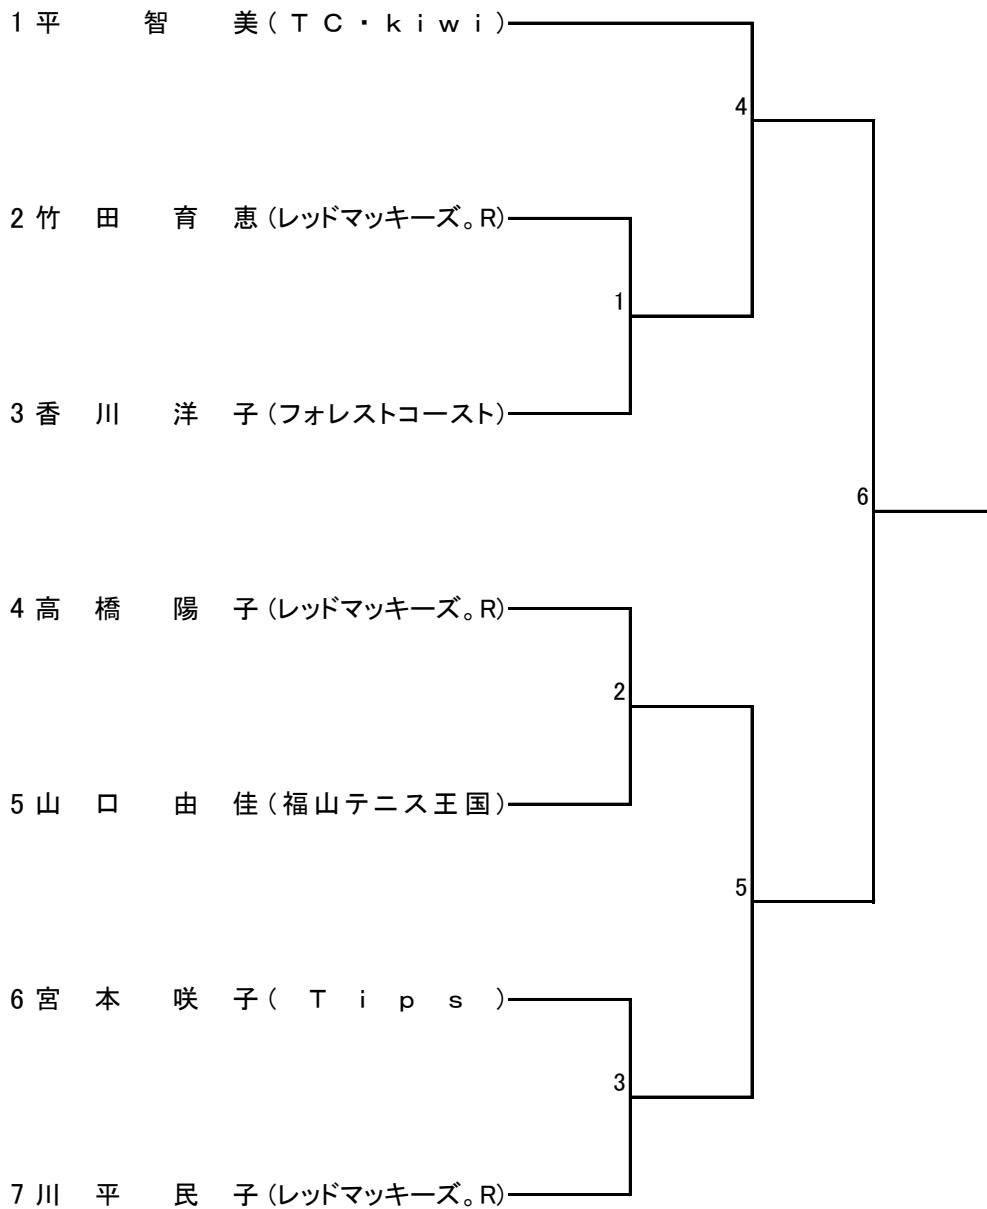 1 平 智 美 (TC・kiwi)
4
2 竹 田 育 恵 (レッドマッキーズ。R)
1
3 香 川 洋 子 (フォレストコースト)
6
4 高 橋 陽 子 (レッドマッキーズ。R)
2
5 山 口 由 佳 (福山テニス王国)
5
6 宮 本 咲 子 (Tips)
3
7 川 平 民 子 (レッドマッキーズ。R)